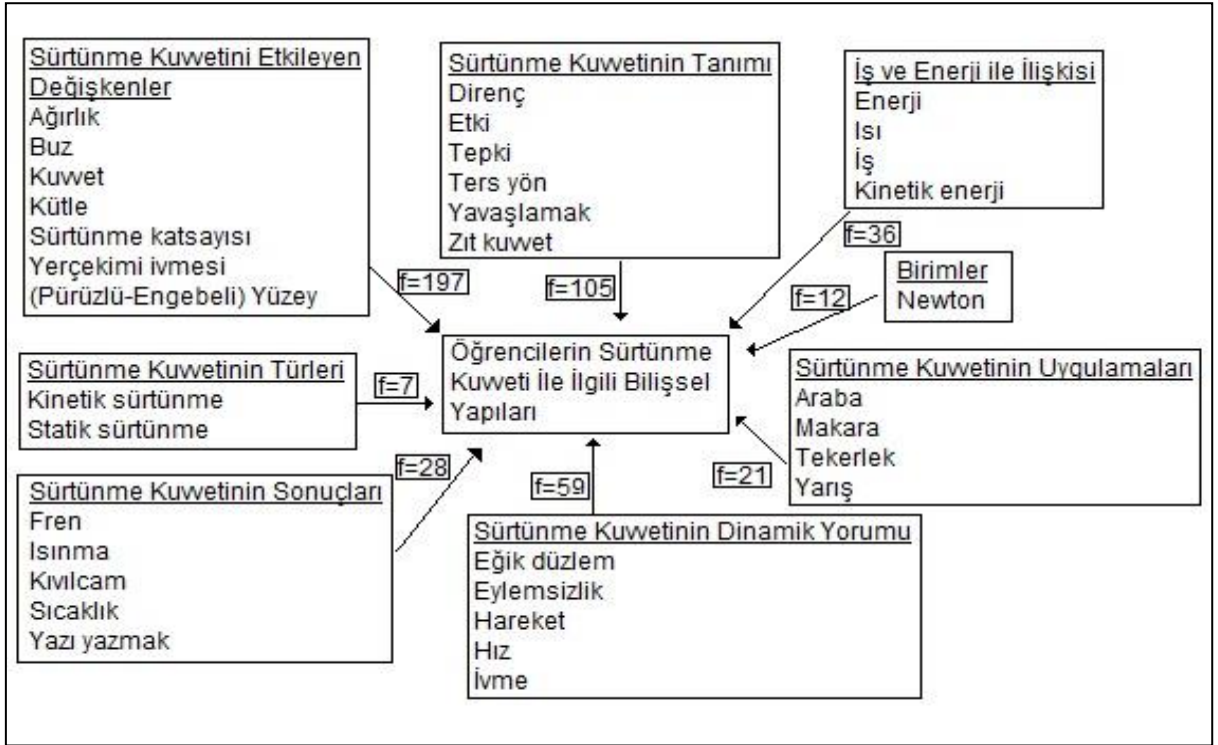 Sürtünme Kuvvetini Etkileyen
Değişkenler
Ağırlık
Buz
Kuvvet
Kütle
Sürtünme katsayısı
Yerçekimi ivmesi
(Pürüzlü-Engebeli) Yüzey
f=197
Sürtünme Kuvvetinin Tanımı
Direnç
Etki
Tepki
Ters yön
Yavaşlamak
Zıt kuvvet
f=105
İş ve Enerji ile İlişkisi
Enerji
Isı
İş
Kinetik enerji
f=36
Birimler
Newton
f=12
Öğrencilerin Sürtünme
Kuvveti İle İlgili Bilişsel
Yapıları
Sürtünme Kuvvetinin Türleri
Kinetik sürtünme
Statik sürtünme
f=7
Sürtünme Kuvvetinin Uygulamaları
Araba
Makara
Tekerlek
Yarış
f=21
Sürtünme Kuvvetinin Sonuçları
Fren
Isınma
Kıvılcam
Sıcaklık
Yazı yazmak
f=28
f=59
Sürtünme Kuvvetinin Dinamik Yorumu
Eğik düzlem
Eylemsizlik
Hareket
Hız
İvme